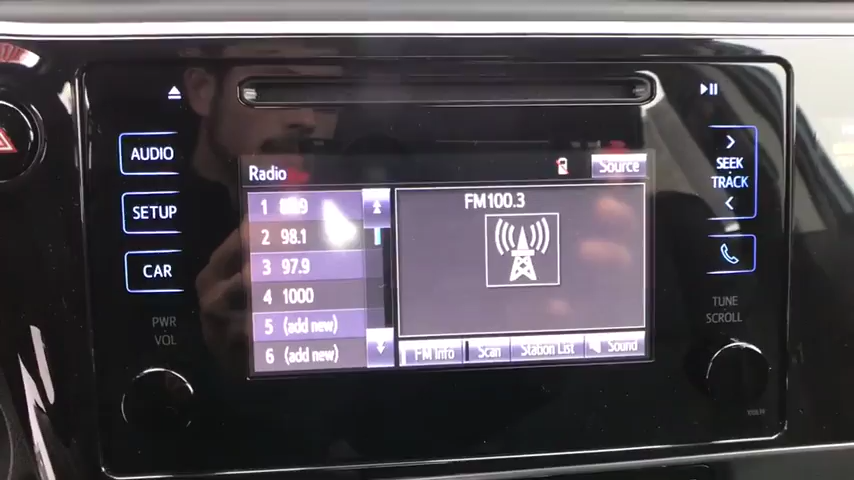 AUDIO
SETUP
CAR
PWR
VOL
Radio
Source
1
2 98.1
3 97.9
4 1000
5 (add new)
6 (add new)
FM100.3
FM Info
Scan
Station List
Sound
SEEK
TRACK
TUNE
SCROLL